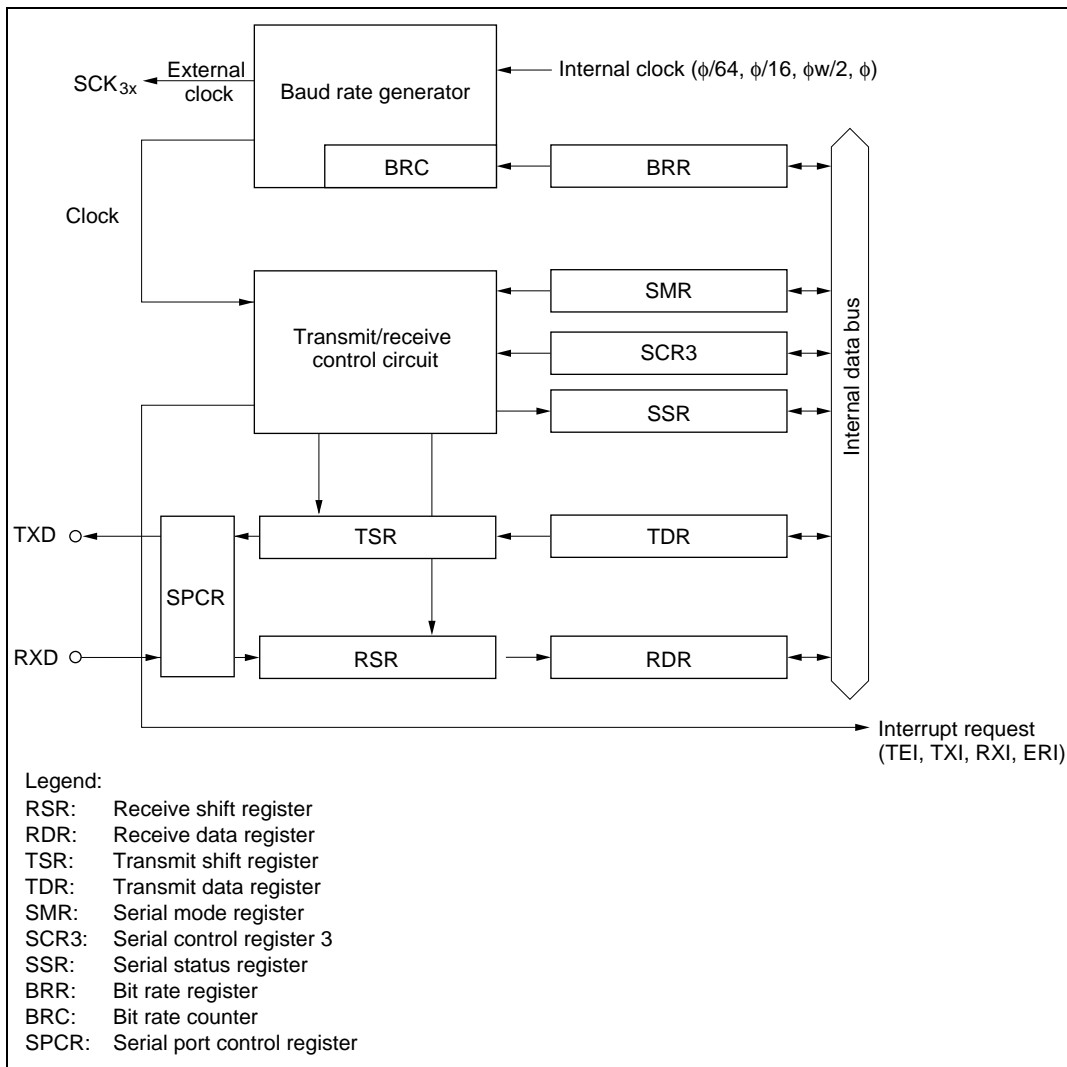 SCK3x
External
clock
Baud rate generator
Internal clock (ϕ/64, ϕ/16, ϕw/2, ϕ)
BRC
BRR
Clock
Transmit/receive
control circuit
SMR
SCR3
SSR
Internal data bus
TXD
SPCR
TSR
TDR
RXD
RSR
RDR
Interrupt request
(TEI, TXI, RXI, ERI)
Legend:
RSR: Receive shift register
RDR: Receive data register
TSR: Transmit shift register
TDR: Transmit data register
SMR: Serial mode register
SCR3: Serial control register 3
SSR: Serial status register
BRR: Bit rate register
BRC: Bit rate counter
SPCR: Serial port control register